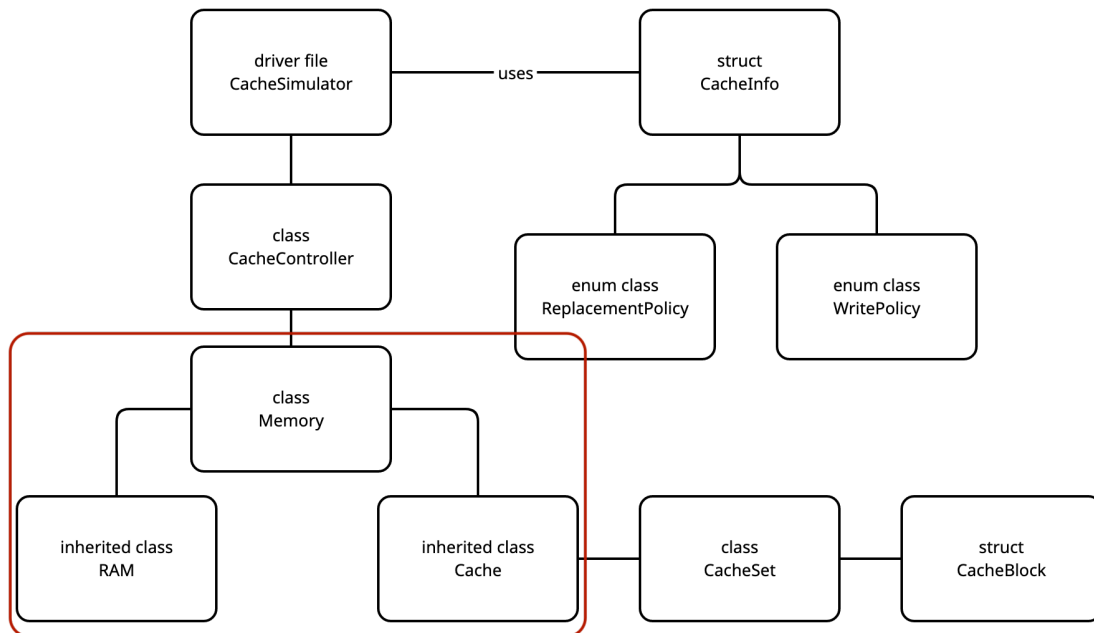 driver file
CacheSimulator
uses
struct
CacheInfo
class
CacheController
enum class
ReplacementPolicy
enum class
WritePolicy
class
Memory
inherited class
RAM
inherited class
Cache
class
CacheSet
struct
CacheBlock